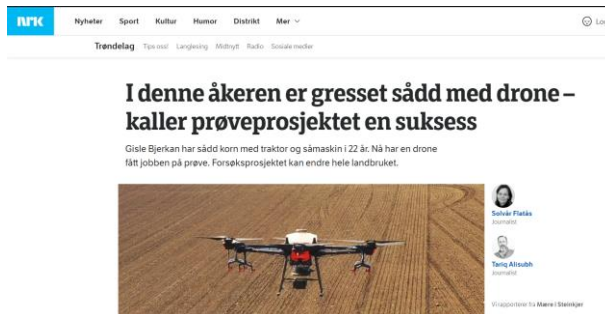 NRK Nyheter Sport Kultur Humor Distrikt Mer
Trøndelag Tips oss! Langlesing Midtnytt Radio Sosiale medier
I denne åkeren er gresset sådd med drone –
kaller prøveprosjektet en suksess
Gisle Bjerkan har sådd korn med traktor og såmaskin i 22 år. Nå har en drone
fått jobben på prøve. Forsøksprosjektet kan endre hele landbruket.
Solvår Flatås
Journalist
Tariq Alisubh
Journalist
Vi rapporterer fra Mære i Steinkjer